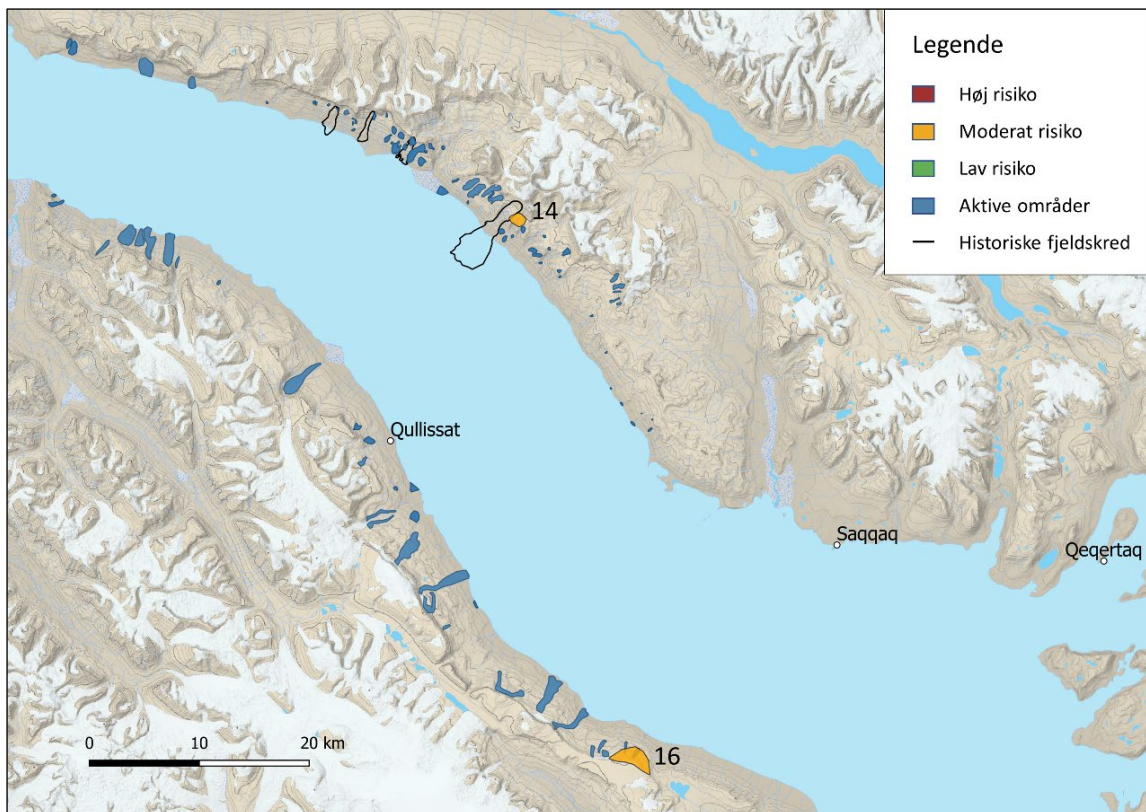 Legende
Høj risiko
Moderat risiko
Lav risiko
Aktive områder
Historiske fjeldskred
14
Qullissat
Saqqaq
Qeqertaq
16
0 10 20 km